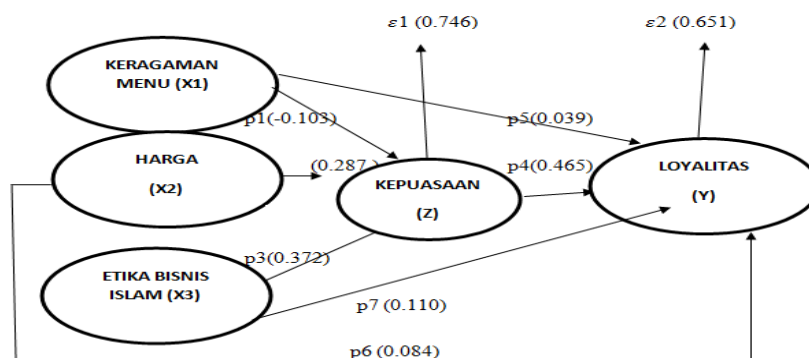 ε1 (0.746)
ε2 (0.651)
KERAGAMAN
MENU (X1)
p1(-0.103)
p5(0.039)
HARGA
(X2)
(0.287 )
KEPUASAAN
(Z)
p4(0.465)
LOYALITAS
(Y)
p3(0.372)
ETIKA BISNIS
ISLAM (X3)
p7 (0.110)
p6 (0.084)